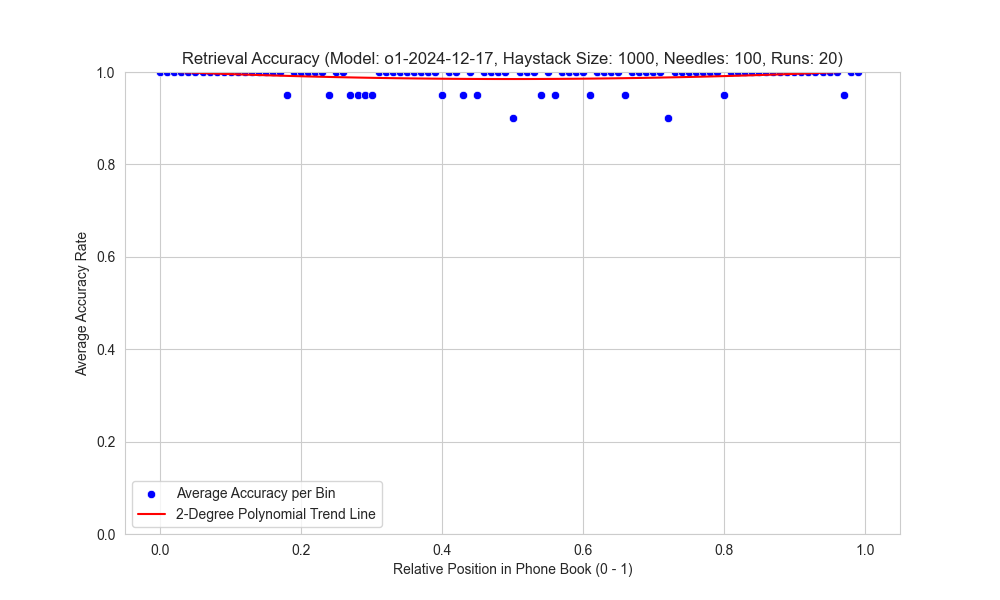 Retrieval Accuracy (Model: o1-2024-12-17, Haystack Size: 1000, Needles: 100, Runs: 20)
1.0
0.8
0.6
0.4
0.2
0.0
Average Accuracy Rate
Average Accuracy per Bin
2-Degree Polynomial Trend Line
0.0 0.2 0.4 0.6 0.8 1.0
Relative Position in Phone Book (0 - 1)